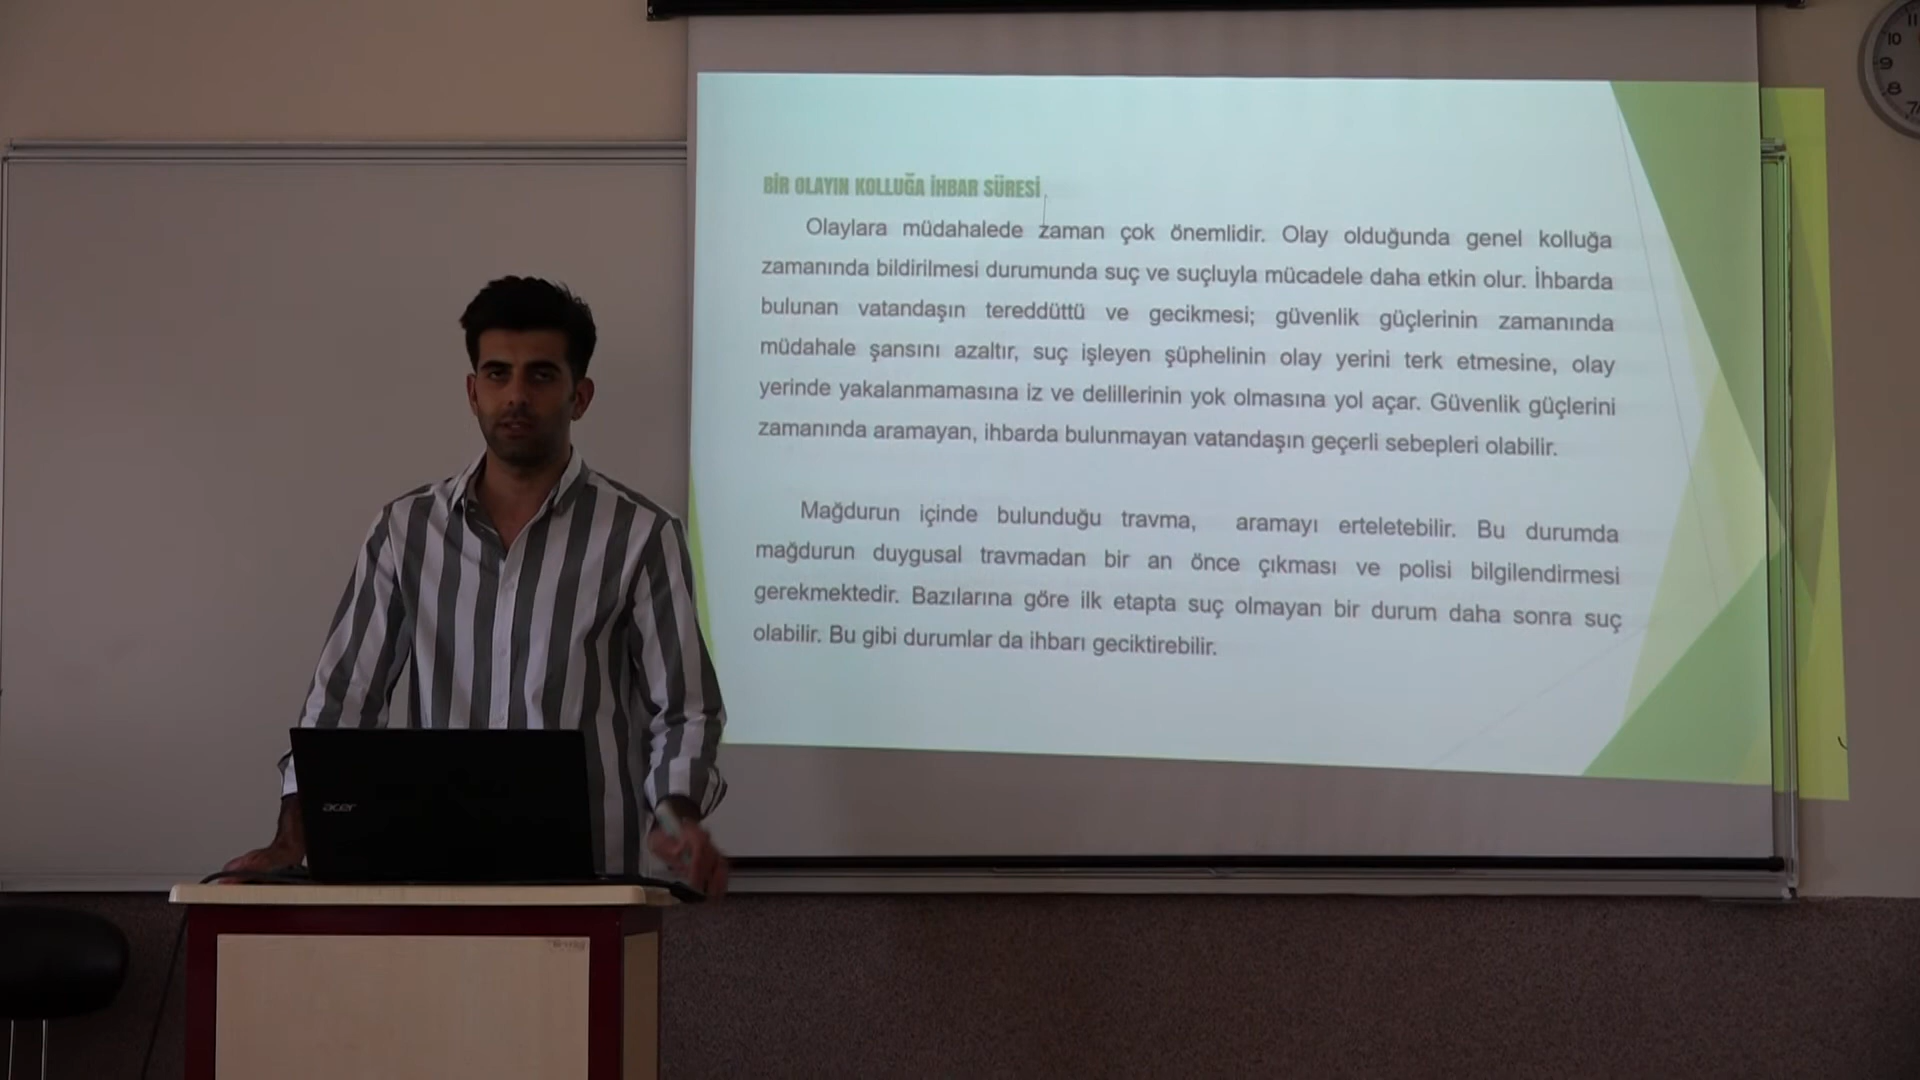 BİR OLAYIN KOLLUĞA İHBAR SÜRESİ
Olaylara müdahalede zaman çok önemlidir. Olay olduğunda genel kolluğa
zamanında bildirilmesi durumunda suç ve suçluyla mücadele daha etkin olur. İhbarda
bulunan vatandaşın tereddüttü ve gecikmesi; güvenlik güçlerinin zamanında
müdahale şansını azaltır, suç işleyen şüphelinin olay yerini terk etmesine, olay
yerinde yakalanmamasına iz ve delillerinin yok olmasına yol açar. Güvenlik güçlerini
zamanında aramayan, ihbarda bulunmayan vatandaşın geçerli sebepleri olabilir.
Mağdurun içinde bulunduğu travma, aramayı erteletebilir. Bu durumda
mağdurun duygusal travmadan bir an önce çıkması ve polisi bilgilendirmesi
gerekmektedir. Bazılarına göre ilk etapta suç olmayan bir durum daha sonra suç
olabilir. Bu gibi durumlar da ihbarı geciktirebilir.
11
10
9
8
7
acer